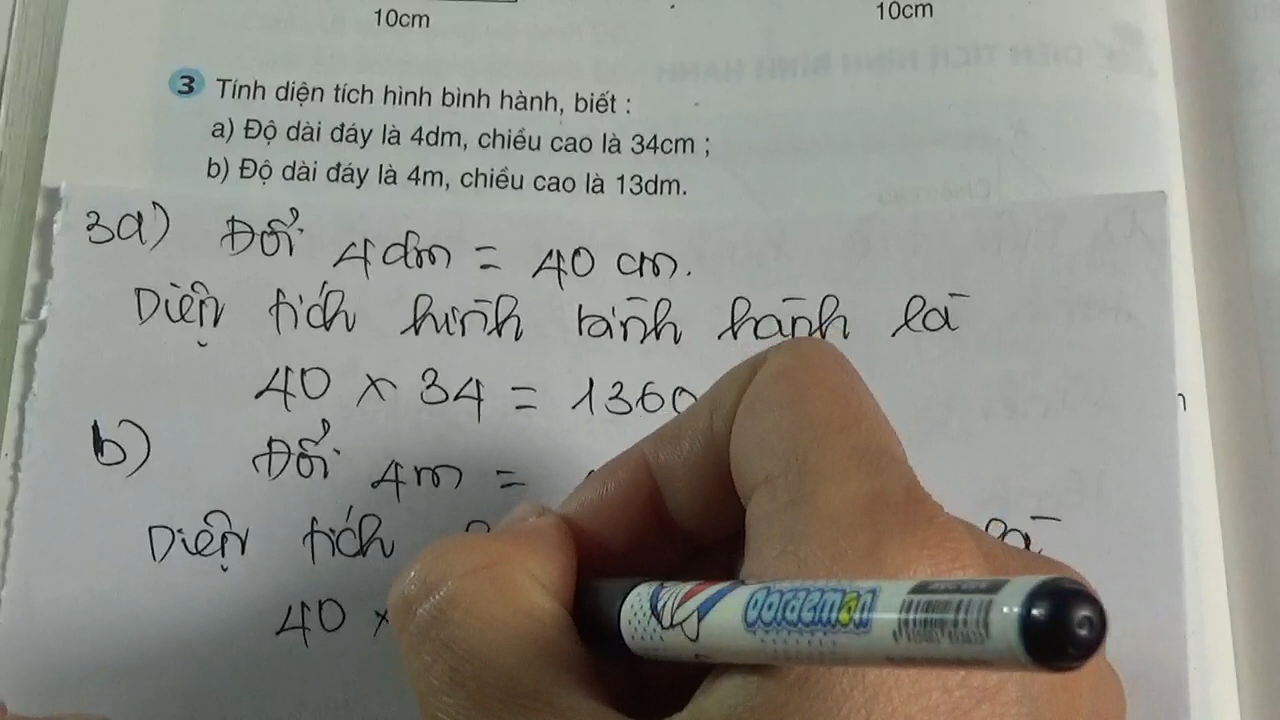 10cm 10cm
3 Tính diện tích hình bình hành, biết :
a) Độ dài đáy là 4dm, chiều cao là 34cm ;
b) Độ dài đáy là 4m, chiều cao là 13dm.
3a) Đổi 4dm = 40 cm.
Diện tích hình bình hành là
40 x 34 = 1360
b) Đổi 4m =
Diện tích là
40 x
doraemon